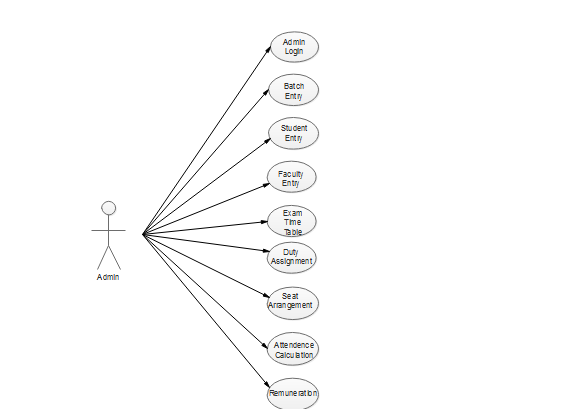 Admin
Login
Batch
Entry
Student
Entry
Faculty
Entry
Exam
Time
Table
Duty
Assignment
Seat
Arrangement
Attendence
Calculation
Remuneration
Admin